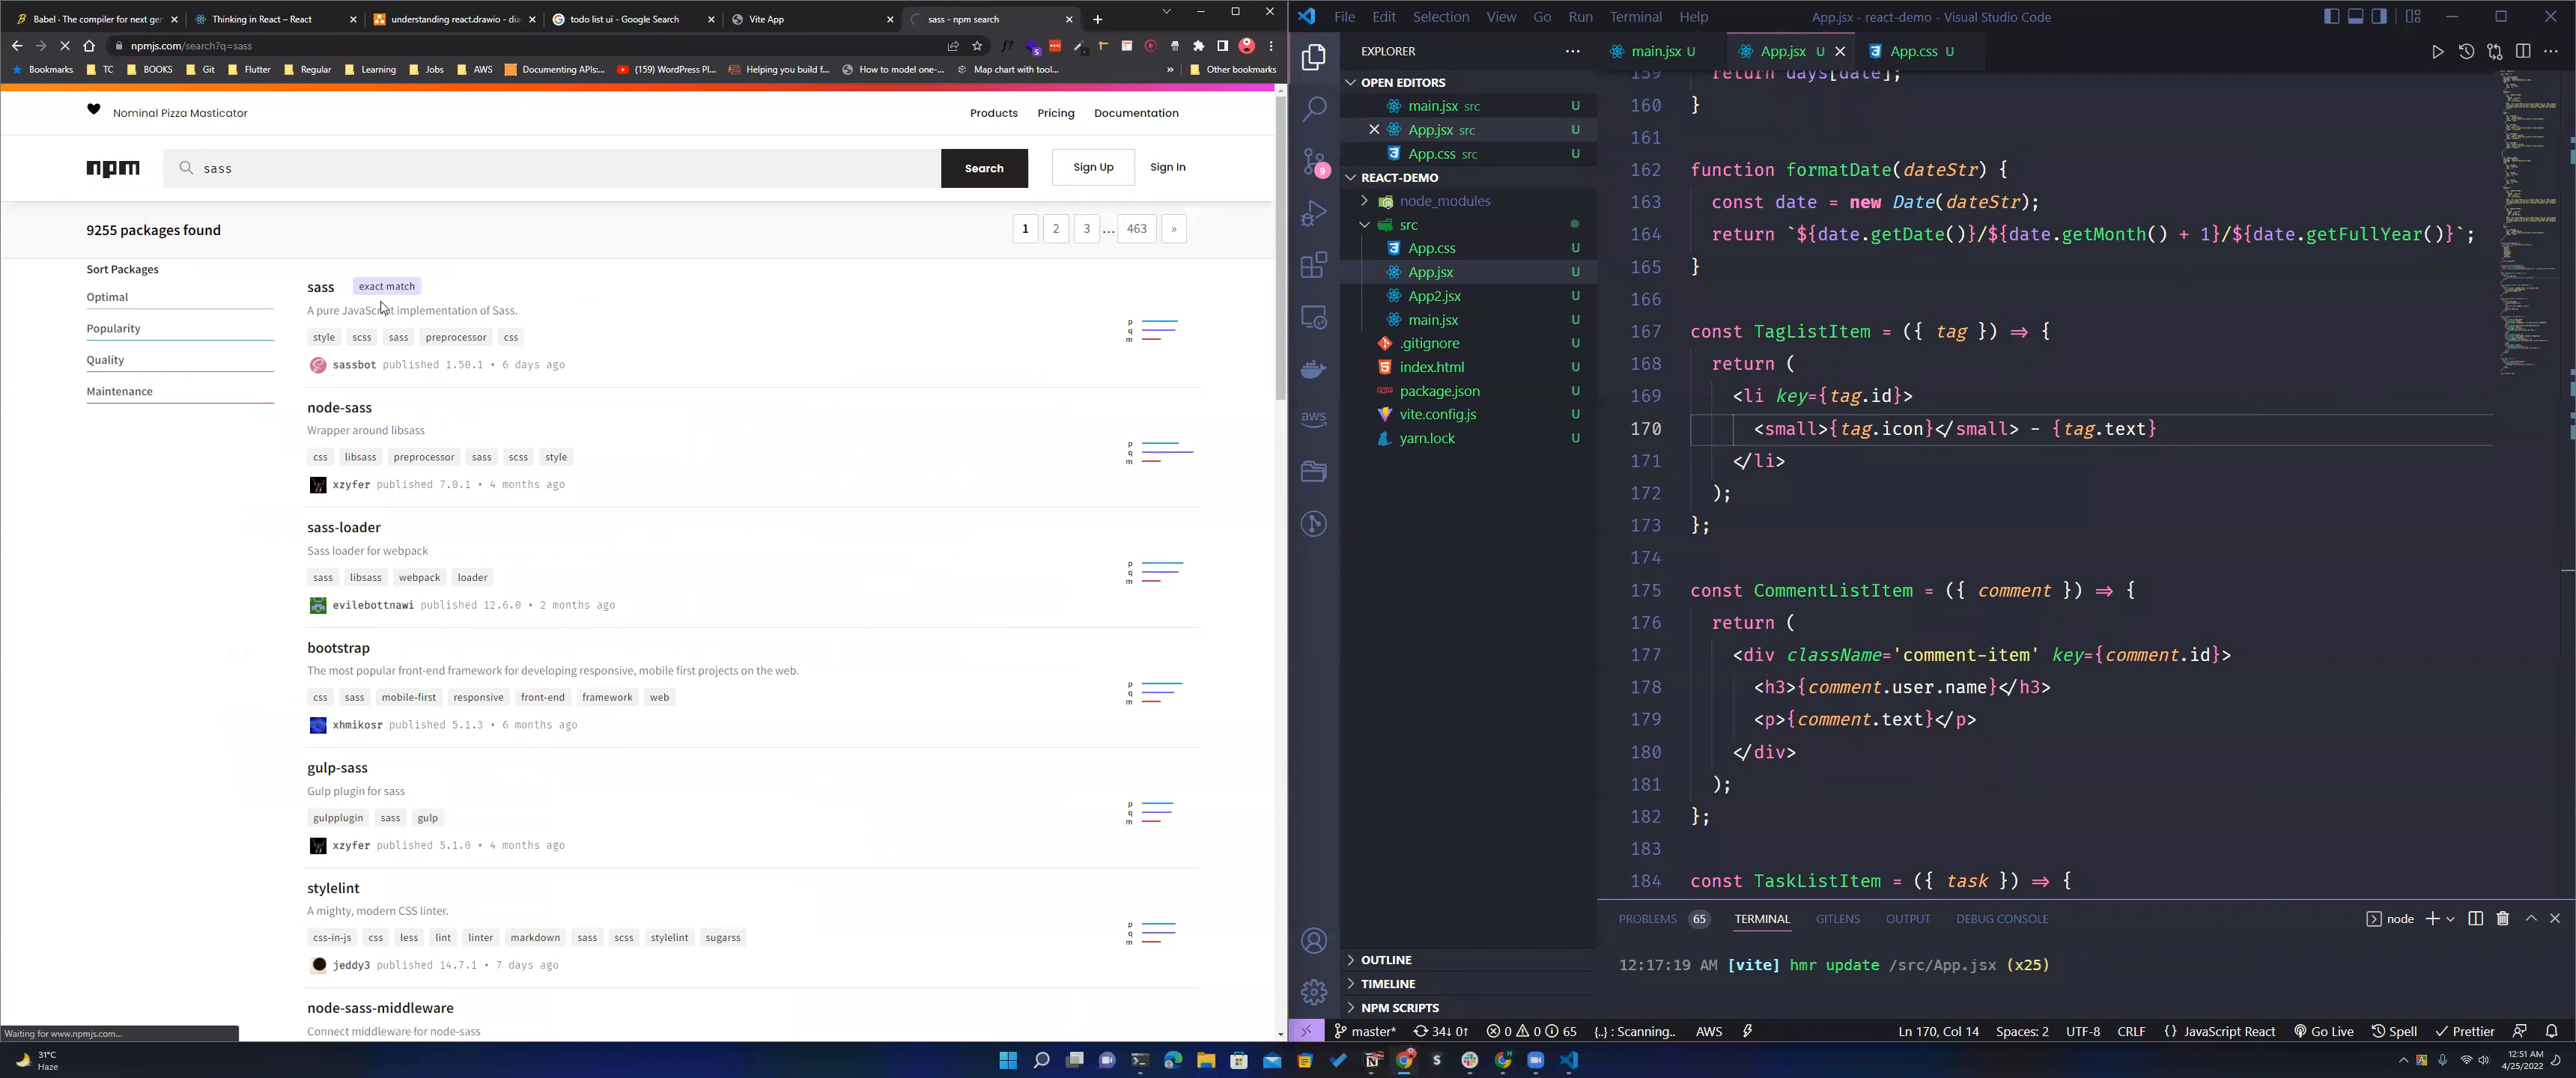 Babel · The compiler for next gen
Thinking in React – React
understanding react.drawio - dia
todo list ui - Google Search
Vite App
sass - npm search
npmjs.com/search?q=sass
Bookmarks TC BOOKS Git Flutter Regular Learning Jobs AWS Documenting APIs:... (159) WordPress Pl... Helping you build f... How to model one-... Map chart with tool... » Other bookmarks
Nominal Pizza Masticator
Products Pricing Documentation
npm
sass
Search
Sign Up
Sign In
9255 packages found
1 2 3 ... 463 »
Sort Packages
Optimal
Popularity
Quality
Maintenance
sass exact match
A pure JavaScript implementation of Sass.
style scss sass preprocessor css
sassbot published 1.50.1 • 6 days ago
p
q
m
node-sass
Wrapper around libsass
css libsass preprocessor sass scss style
xzyfer published 7.0.1 • 4 months ago
p
q
m
sass-loader
Sass loader for webpack
sass libsass webpack loader
evilebottnawi published 12.6.0 • 2 months ago
p
q
m
bootstrap
The most popular front-end framework for developing responsive, mobile first projects on the web.
css sass mobile-first responsive front-end framework web
xhmikosr published 5.1.3 • 6 months ago
p
q
m
gulp-sass
Gulp plugin for sass
gulpplugin sass gulp
xzyfer published 5.1.0 • 4 months ago
p
q
m
stylelint
A mighty, modern CSS linter.
css-in-js css less lint linter markdown sass scss stylelint sugarss
jeddy3 published 14.7.1 • 7 days ago
p
q
m
node-sass-middleware
Connect middleware for node-sass
Waiting for www.npmjs.com...
File Edit Selection View Go Run Terminal Help
App.jsx - react-demo - Visual Studio Code
EXPLORER
OPEN EDITORS
main.jsx src U
App.jsx src U
App.css src U
REACT-DEMO
node_modules
src
App.css U
App.jsx U
App2.jsx U
main.jsx U
.gitignore U
index.html U
package.json U
vite.config.js U
yarn.lock U
aws
9
OUTLINE
TIMELINE
NPM SCRIPTS
main.jsx U
App.jsx U
App.css U
159 return days[date];
160 }
161
162 function formatDate(dateStr) {
163 const date = new Date(dateStr);
164 return `${date.getDate()}/${date.getMonth() + 1}/${date.getFullYear()}`;
165 }
166
167 const TagListItem = ({ tag }) => {
168 return (
169 <li key={tag.id}>
170 <small>{tag.icon}</small> - {tag.text}
171 </li>
172 );
173 };
174
175 const CommentListItem = ({ comment }) => {
176 return (
177 <div className='comment-item' key={comment.id}>
178 <h3>{comment.user.name}</h3>
179 <p>{comment.text}</p>
180 </div>
181 );
182 };
183
184 const TaskListItem = ({ task }) => {
PROBLEMS 65 TERMINAL GITLENS OUTPUT DEBUG CONSOLE
node
12:17:19 AM [vite] hmr update /src/App.jsx (x25)
master* 34↓ 0↑ 0 0 65 {..} : Scanning.. AWS
Ln 170, Col 14 Spaces: 2 UTF-8 CRLF {} JavaScript React Go Live Spell Prettier
31°C
Haze
12:51 AM
4/25/2022